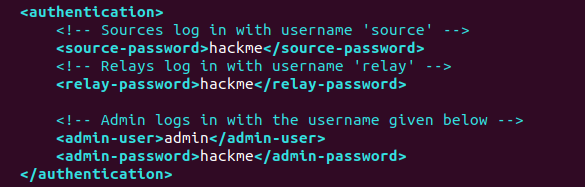 <authentication>
<!-- Sources log in with username 'source' -->
<source-password>hackme</source-password>
<!-- Relays log in with username 'relay' -->
<relay-password>hackme</relay-password>
<!-- Admin logs in with the username given below -->
<admin-user>admin</admin-user>
<admin-password>hackme</admin-password>
</authentication>